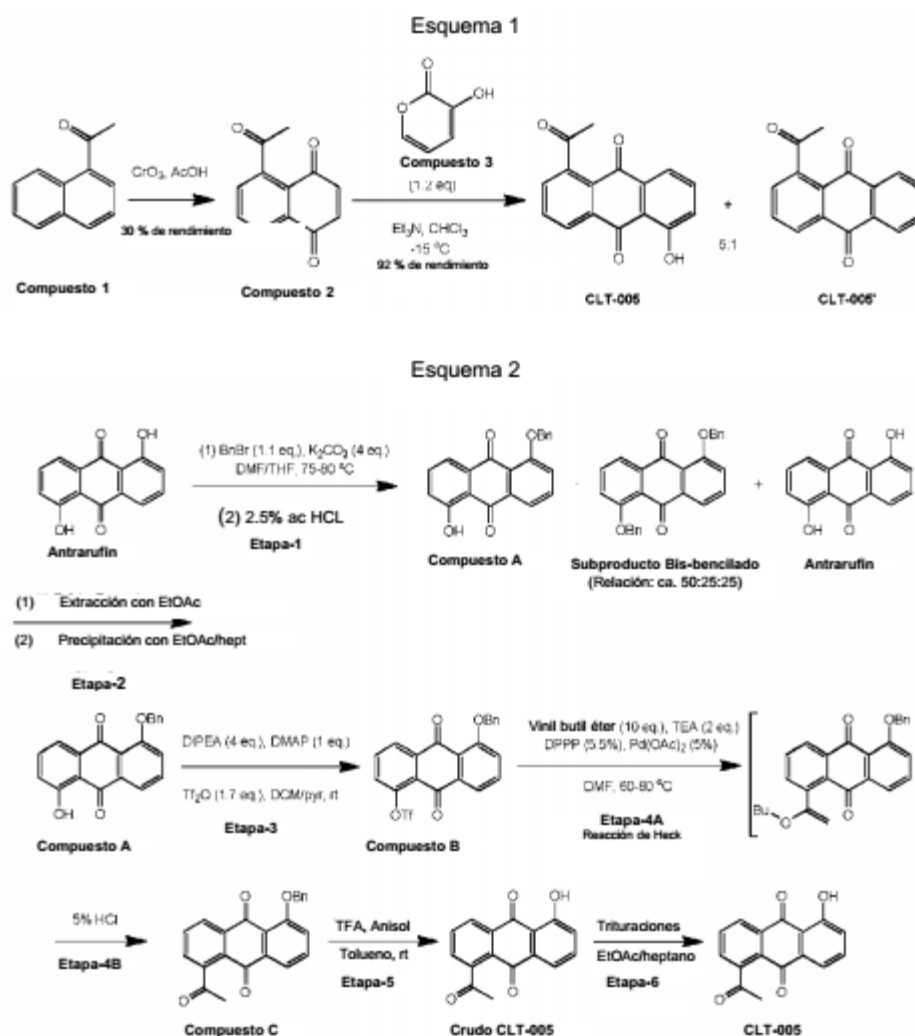 Esquema 1
CrO₃, AcOH
30 % de rendimiento
Compuesto 1
Compuesto 2
Compuesto 3
(1.2 eq)
Et₃N, CHCl₃
-15 ºC
92 % de rendimiento
CLT-005
+
5:1
CLT-005'
Esquema 2
(1) BnBr (1.1 eq.), K₂CO₃ (4 eq.)
DMF/THF, 75-80 ºC
(2) 2.5% ac HCL
Etapa-1
Antrarufin
Compuesto A
Subproducto Bis-bencilado
(Relación: ca. 50:25:25)
+
Antrarufin
(1) Extracción con EtOAc
(2) Precipitación con EtOAc/hept
Etapa-2
Compuesto A
DIPEA (4 eq.), DMAP (1 eq.)
Tf₂O (1.7 eq.), DCM/pyr, rt
Etapa-3
Compuesto B
Vinil butil éter (10 eq.), TEA (2 eq.)
DPPP (5.5%), Pd(OAc)₂ (5%)
DMF, 60-80 ºC
Etapa-4A
Reacción de Heck
5% HCl
Etapa-4B
Compuesto C
TFA, Anisol
Tolueno, rt
Etapa-5
Crudo CLT-005
Trituraciones
EtOAc/heptano
Etapa-6
CLT-005